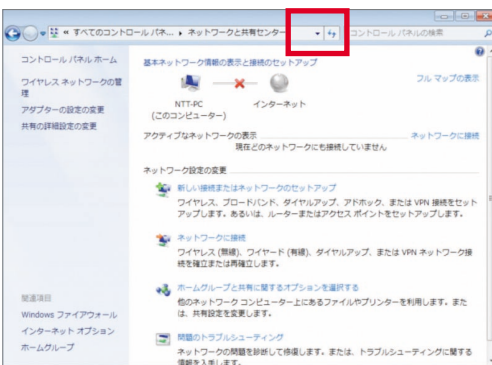 « すべてのコントロール パネ... ▸ ネットワークと共有センター
コントロール パネルの検索
コントロール パネル ホーム
ワイヤレス ネットワークの管
理
アダプターの設定の変更
共有の詳細設定の変更
基本ネットワーク情報の表示と接続のセットアップ
フル マップの表示
NTT-PC
(このコンピューター)
インターネット
アクティブなネットワークの表示
ネットワークに接続
現在どのネットワークにも接続していません
ネットワーク設定の変更
新しい接続またはネットワークのセットアップ
ワイヤレス、ブロードバンド、ダイヤルアップ、アドホック、または VPN 接続をセット
アップします。あるいは、ルーターまたはアクセス ポイントをセットアップします。
ネットワークに接続
ワイヤレス (無線)、ワイヤード (有線)、ダイヤルアップ、または VPN ネットワーク接
続を確立または再確立します。
ホームグループと共有に関するオプションを選択する
他のネットワーク コンピューター上にあるファイルやプリンターを利用します。また
は、共有設定を変更します。
問題のトラブルシューティング
ネットワークの問題を診断して修復します。または、トラブルシューティングに関する
情報を入手します。
関連項目
Windows ファイアウォール
インターネット オプション
ホームグループ